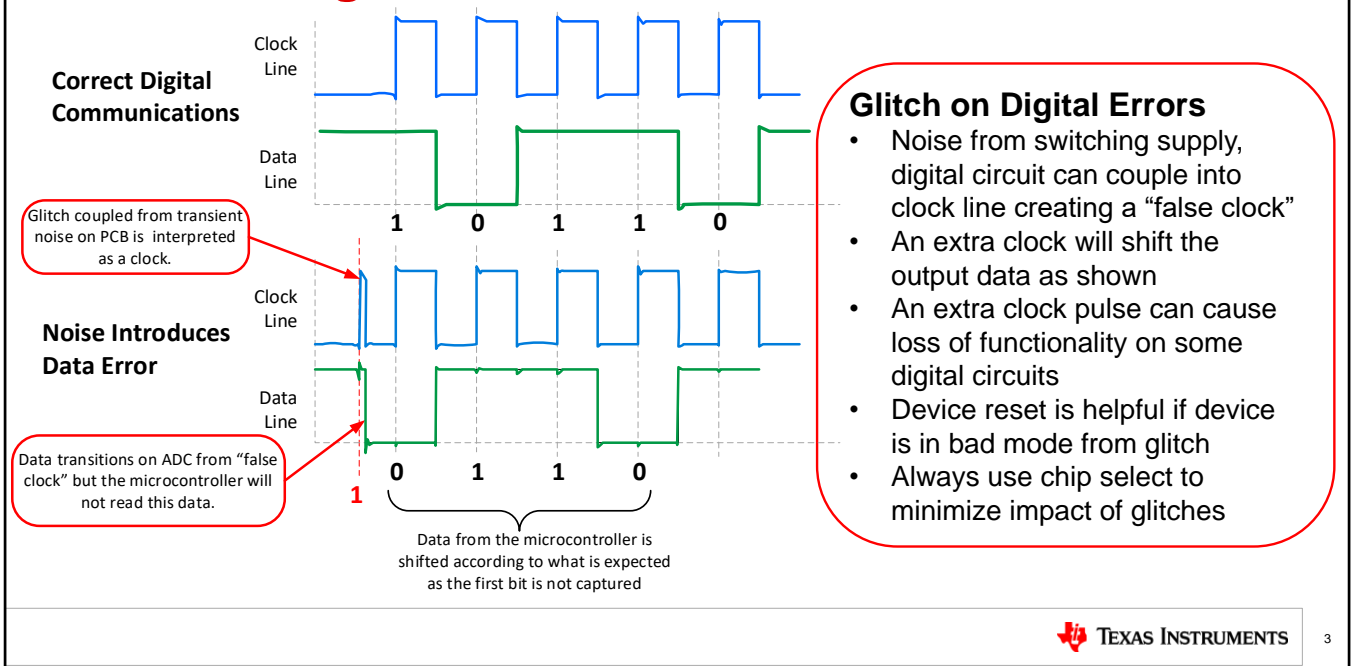 Clock
Line
Correct Digital
Communications
Data
Line
1 0 1 1 0
Glitch coupled from transient
noise on PCB is interpreted
as a clock.
Clock
Line
Noise Introduces
Data Error
Data
Line
Data transitions on ADC from “false
clock” but the microcontroller will
not read this data.
1
0 1 1 0
Data from the microcontroller is
shifted according to what is expected
as the first bit is not captured
Glitch on Digital Errors
• Noise from switching supply,
digital circuit can couple into
clock line creating a “false clock”
• An extra clock will shift the
output data as shown
• An extra clock pulse can cause
loss of functionality on some
digital circuits
• Device reset is helpful if device
is in bad mode from glitch
• Always use chip select to
minimize impact of glitches
TEXAS INSTRUMENTS
3